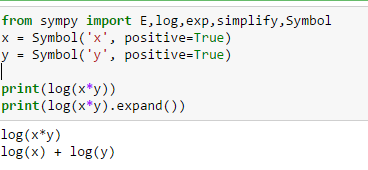 from sympy import E,log,exp,simplify,Symbol
x = Symbol('x', positive=True)
y = Symbol('y', positive=True)
print(log(x*y))
print(log(x*y).expand())
log(x*y)
log(x) + log(y)